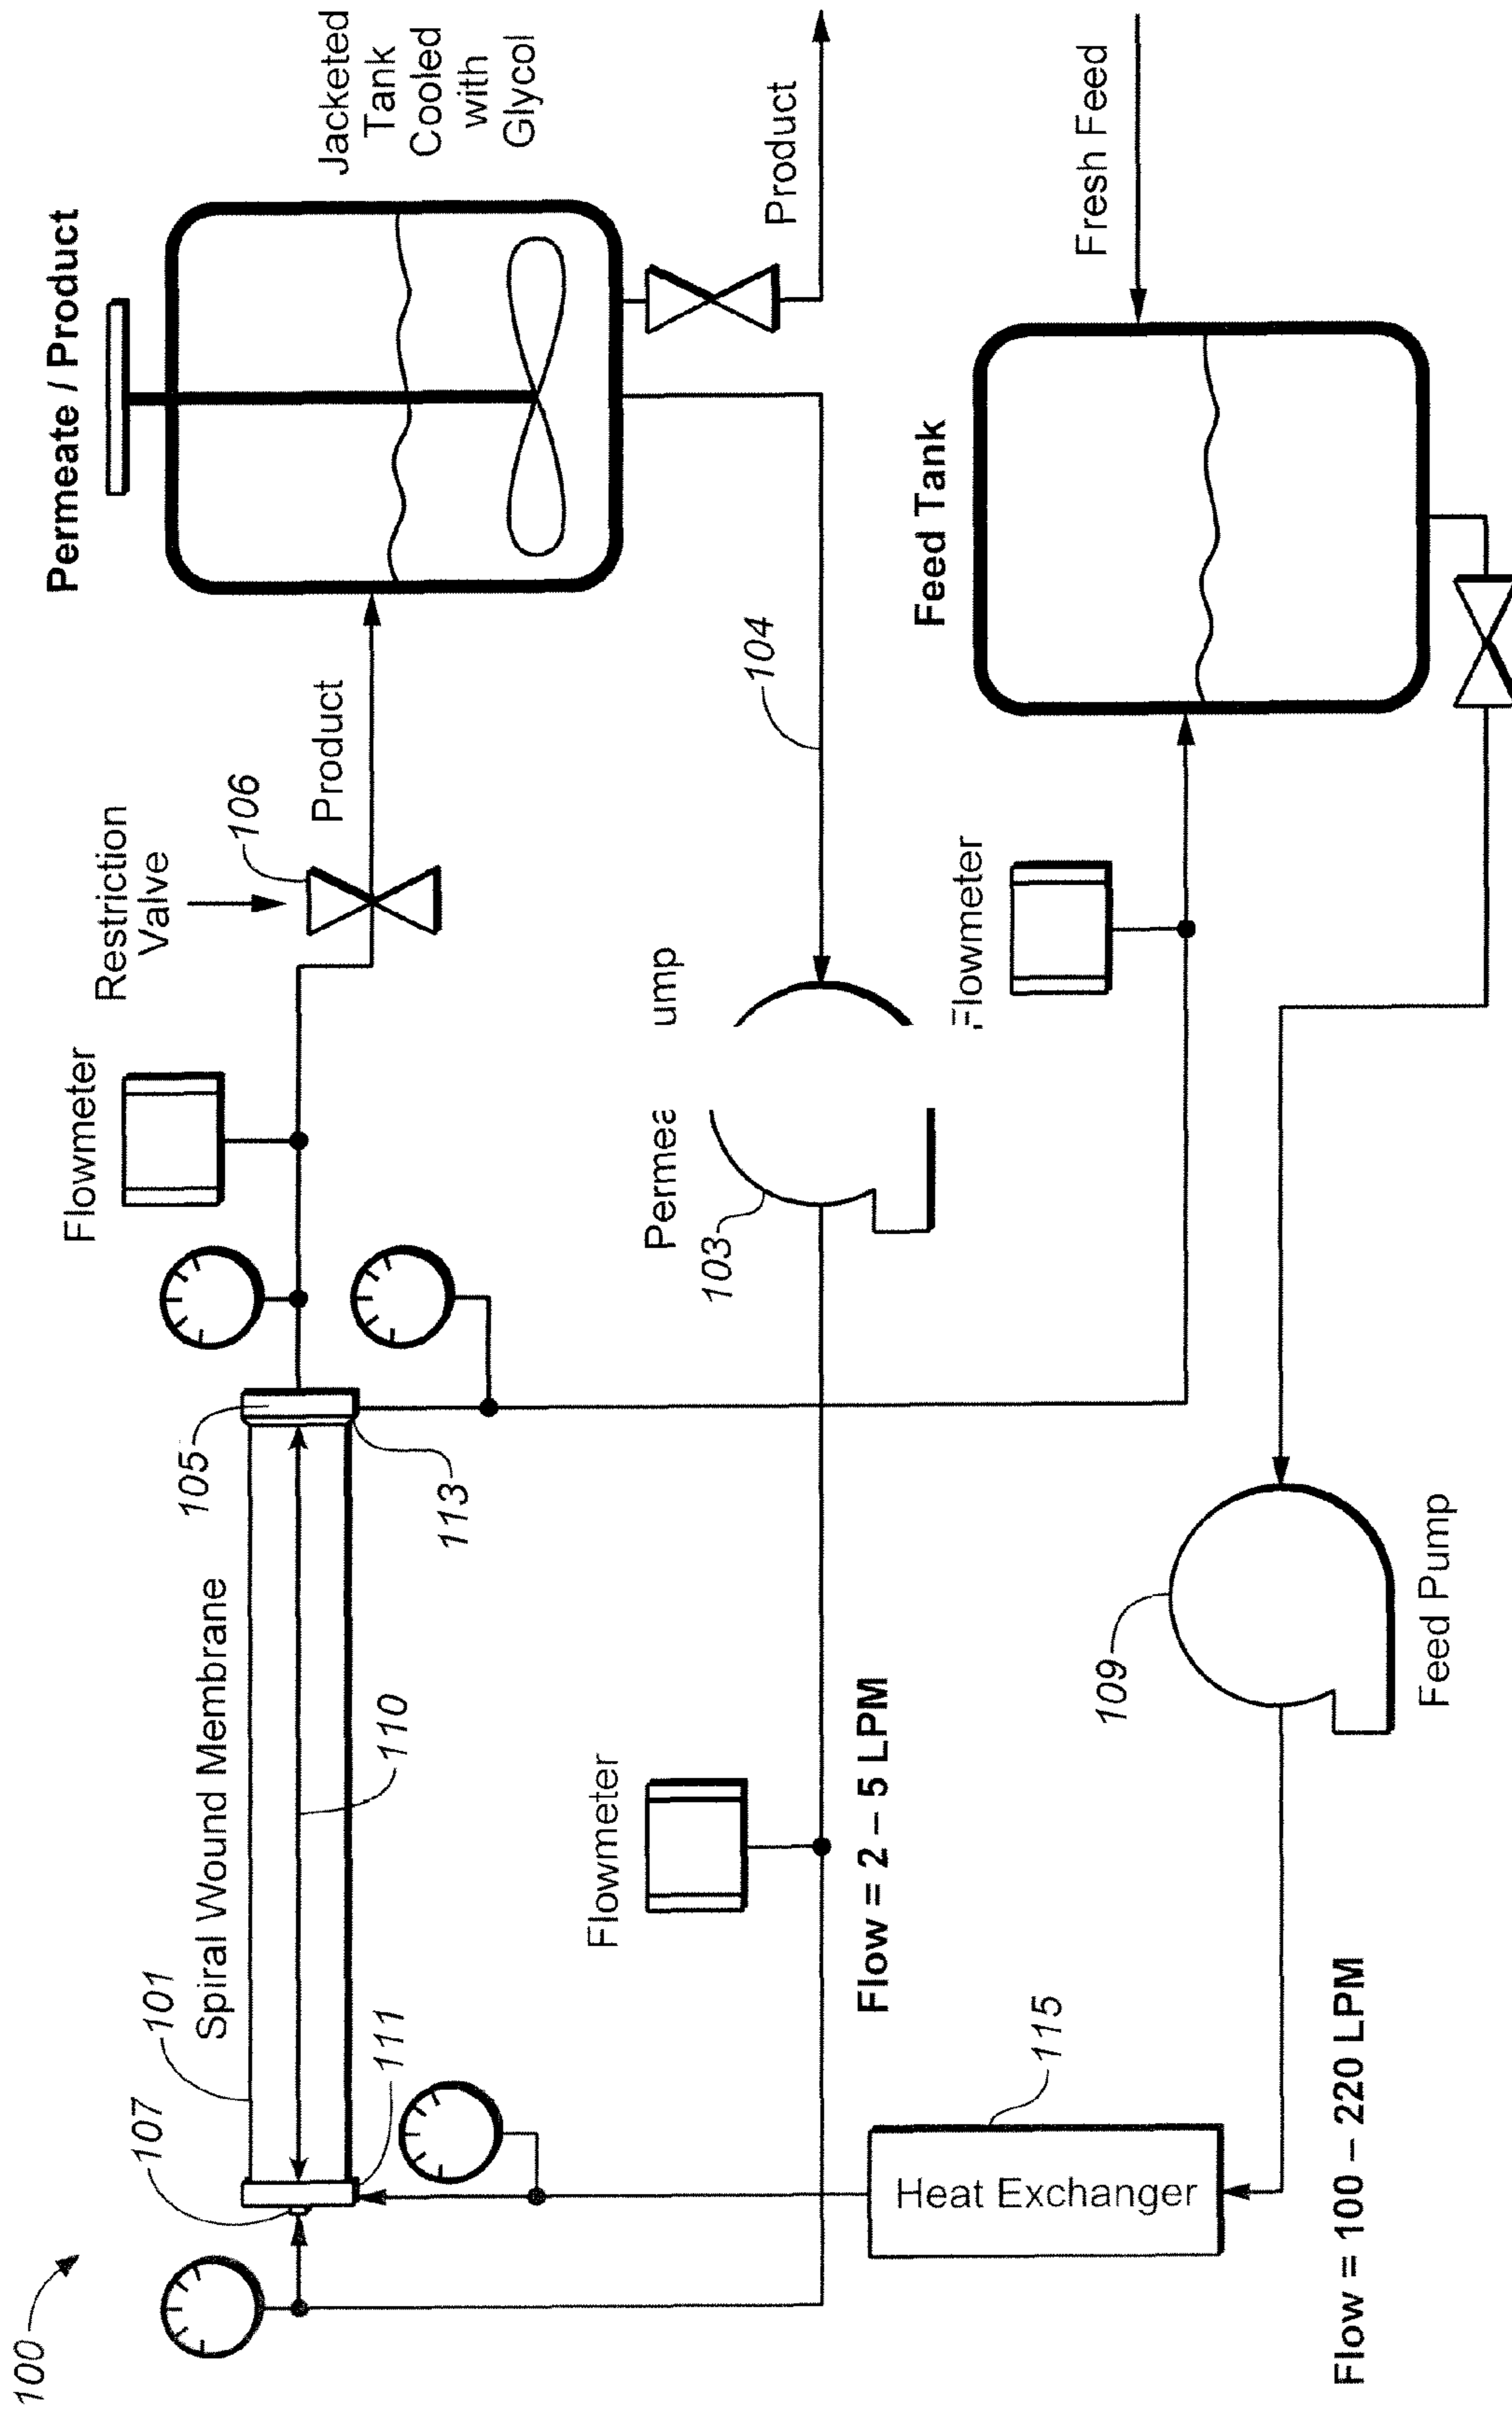 100
107
101
Spiral Wound Membrane
110
111
105
113
Flowmeter
Restriction
Valve
106
Product
Permeate / Product
Jacketed
Tank
Cooled
with
Glycol
Product
Flowmeter
Flow = 2 – 5 LPM
103
Permea
ump
104
Flowmeter
Feed Tank
Fresh Feed
Heat Exchanger
115
109
Feed Pump
Flow = 100 – 220 LPM